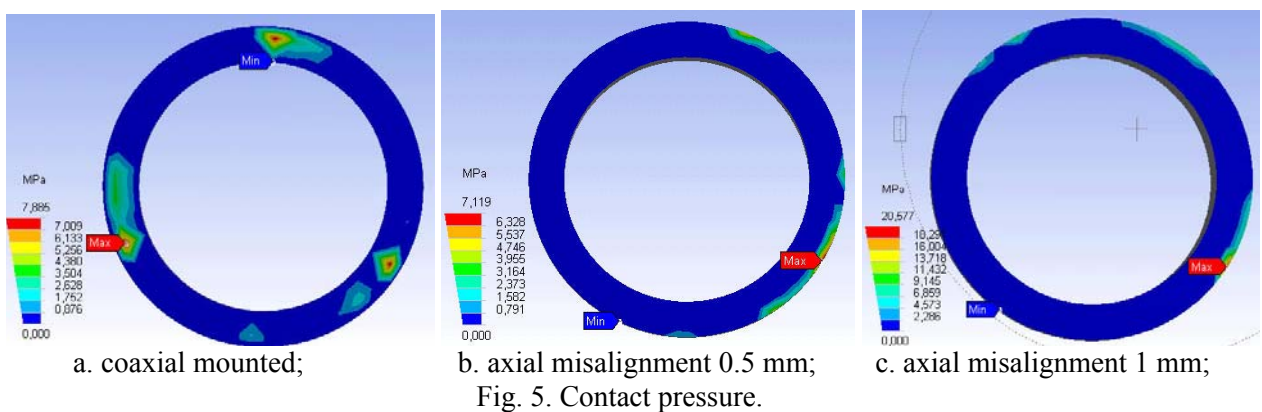 Min
Max
MPa
7,885
7,009
6,133
5,256
4,380
3,504
2,628
1,752
0,876
0,000
Min
Max
MPa
7,119
6,328
5,537
4,746
3,955
3,164
2,373
1,582
0,791
0,000
Min
Max
MPa
20,577
16,004
13,718
11,432
9,145
6,859
4,573
2,286
0,000
a. coaxial mounted;
b. axial misalignment 0.5 mm;
c. axial misalignment 1 mm;
Fig. 5. Contact pressure.